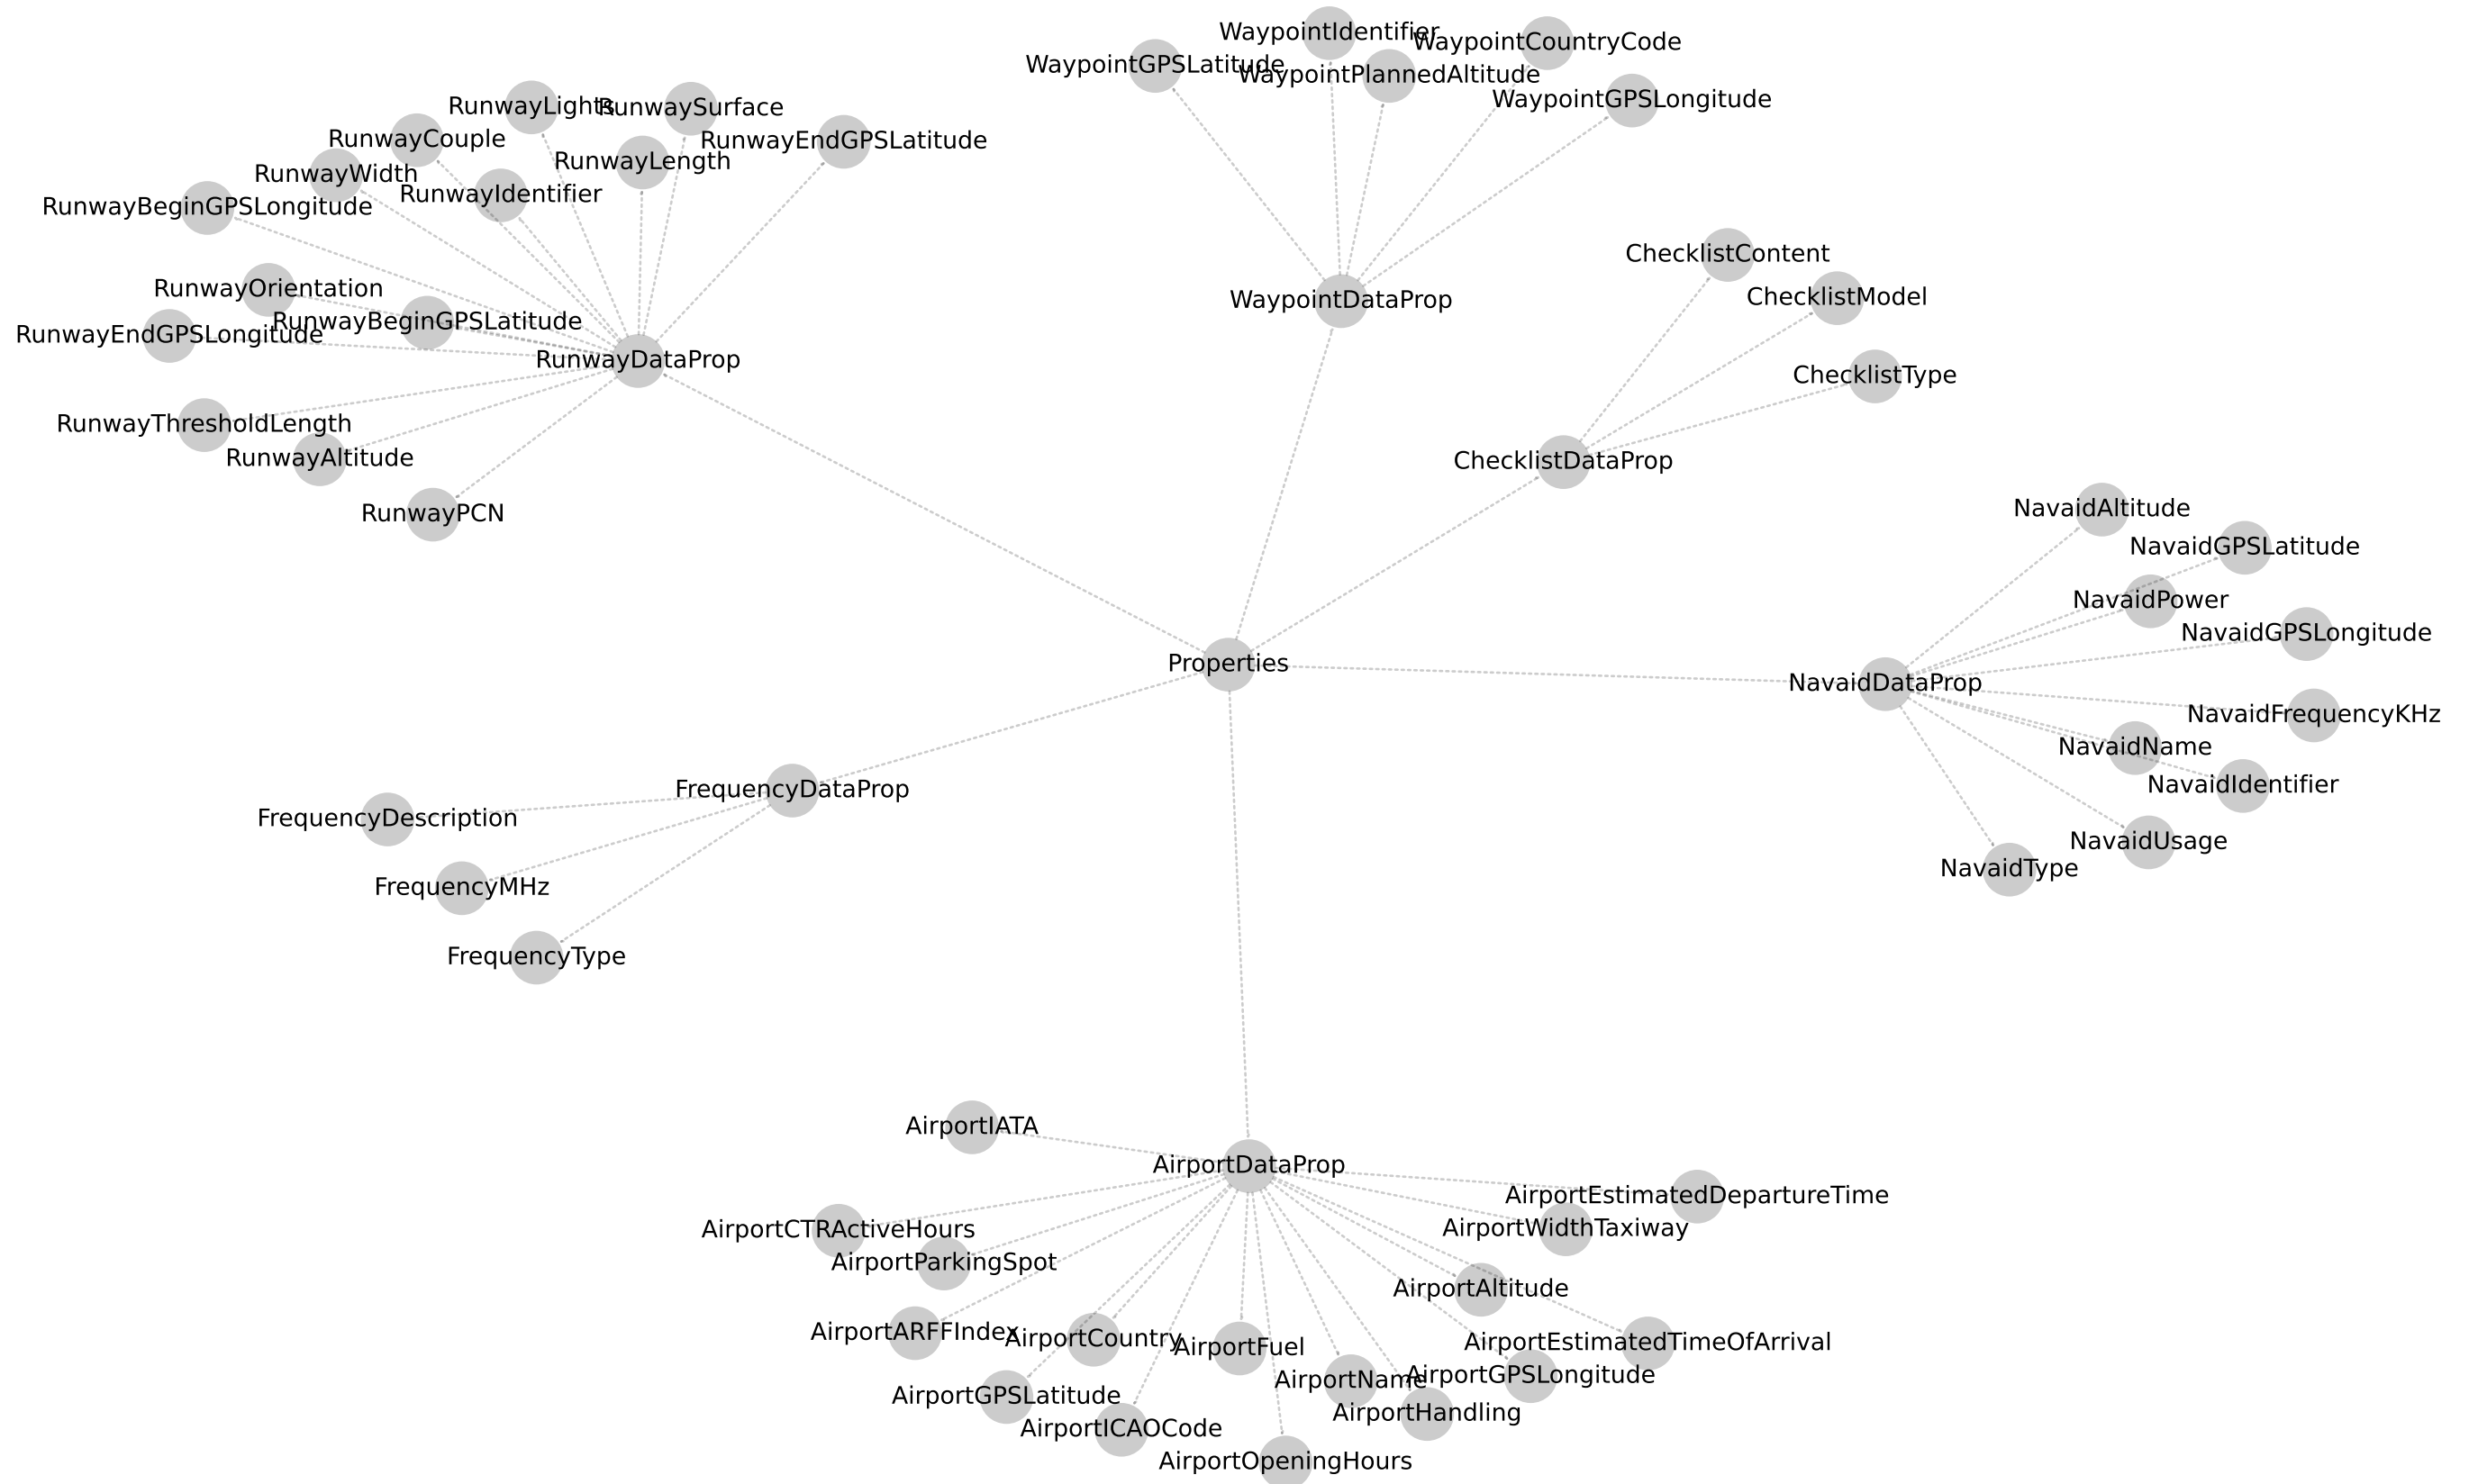 WaypointIdentifier
WaypointCountryCode
WaypointGPSLatitude
WaypointPlannedAltitude
WaypointGPSLongitude
RunwayLights
RunwaySurface
RunwayCouple
RunwayEndGPSLatitude
RunwayLength
RunwayWidth
RunwayIdentifier
RunwayBeginGPSLongitude
RunwayOrientation
RunwayBeginGPSLatitude
RunwayEndGPSLongitude
RunwayDataProp
RunwayThresholdLength
RunwayAltitude
RunwayPCN
WaypointDataProp
ChecklistContent
ChecklistModel
ChecklistType
ChecklistDataProp
NavaidAltitude
NavaidGPSLatitude
NavaidPower
NavaidGPSLongitude
Properties
NavaidDataProp
NavaidFrequencyKHz
NavaidName
NavaidIdentifier
NavaidUsage
NavaidType
FrequencyDataProp
FrequencyDescription
FrequencyMHz
FrequencyType
AirportIATA
AirportDataProp
AirportEstimatedDepartureTime
AirportCTRActiveHours
AirportWidthTaxiway
AirportParkingSpot
AirportAltitude
AirportARFFIndex
AirportCountry
AirportFuel
AirportEstimatedTimeOfArrival
AirportName
AirportGPSLongitude
AirportGPSLatitude
AirportHandling
AirportICAOCode
AirportOpeningHours